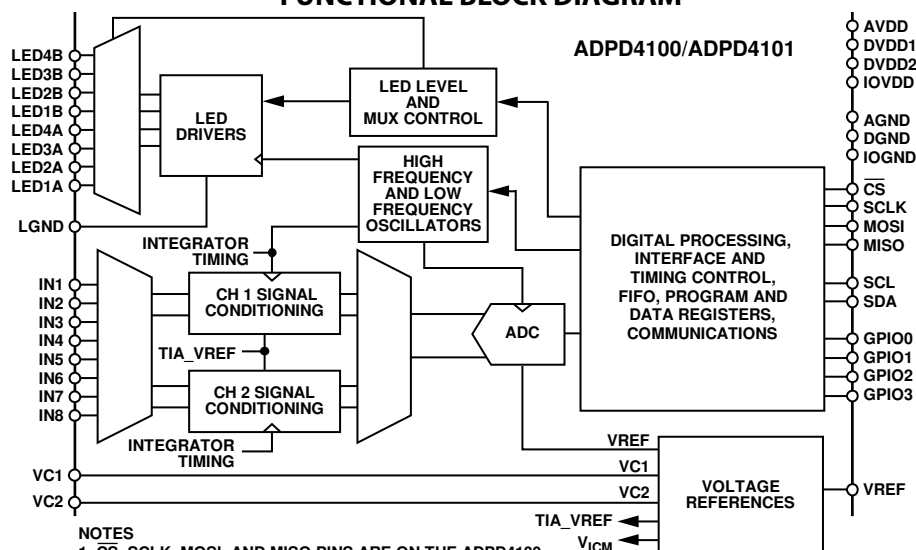 FUNCTIONAL BLOCK DIAGRAM
ADPD4100/ADPD4101
LED4B
LED3B
LED2B
LED1B
LED4A
LED3A
LED2A
LED1A
LGND
LED
DRIVERS
LED LEVEL
AND
MUX CONTROL
HIGH
FREQUENCY
AND LOW
FREQUENCY
OSCILLATORS
INTEGRATOR
TIMING
IN1
IN2
IN3
IN4
IN5
IN6
IN7
IN8
CH 1 SIGNAL
CONDITIONING
TIA_VREF
CH 2 SIGNAL
CONDITIONING
INTEGRATOR
TIMING
ADC
DIGITAL PROCESSING,
INTERFACE AND
TIMING CONTROL,
FIFO, PROGRAM AND
DATA REGISTERS,
COMMUNICATIONS
AVDD
DVDD1
DVDD2
IOVDD
AGND
DGND
IOGND
C̅S̅
SCLK
MOSI
MISO
SCL
SDA
GPIO0
GPIO1
GPIO2
GPIO3
VC1
VC2
VREF
VC1
VC2
TIA_VREF
VICM
VOLTAGE
REFERENCES
VREF
NOTES
1. C̅S̅, SCLK, MOSI, AND MISO PINS ARE ON THE ADPD4100